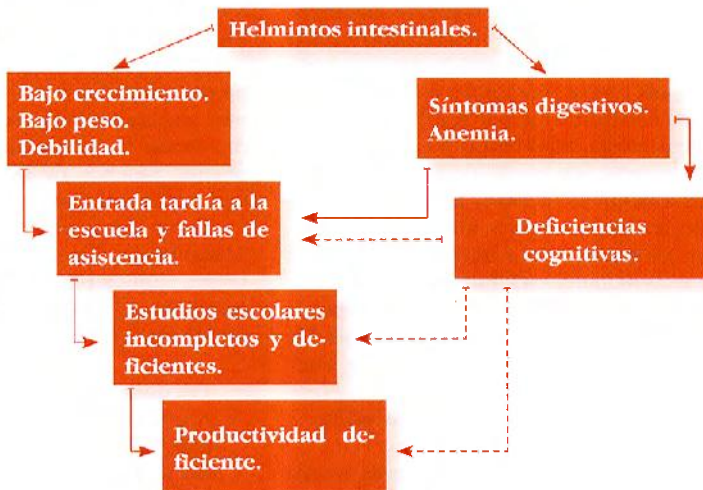 Helmintos intestinales.
Bajo crecimiento.
Bajo peso.
Debilidad.
Síntomas digestivos.
Anemia.
Entrada tardía a la
escuela y fallas de
asistencia.
Deficiencias
cognitivas.
Estudios escolares
incompletos y de-
ficientes.
Productividad de-
ficiente.